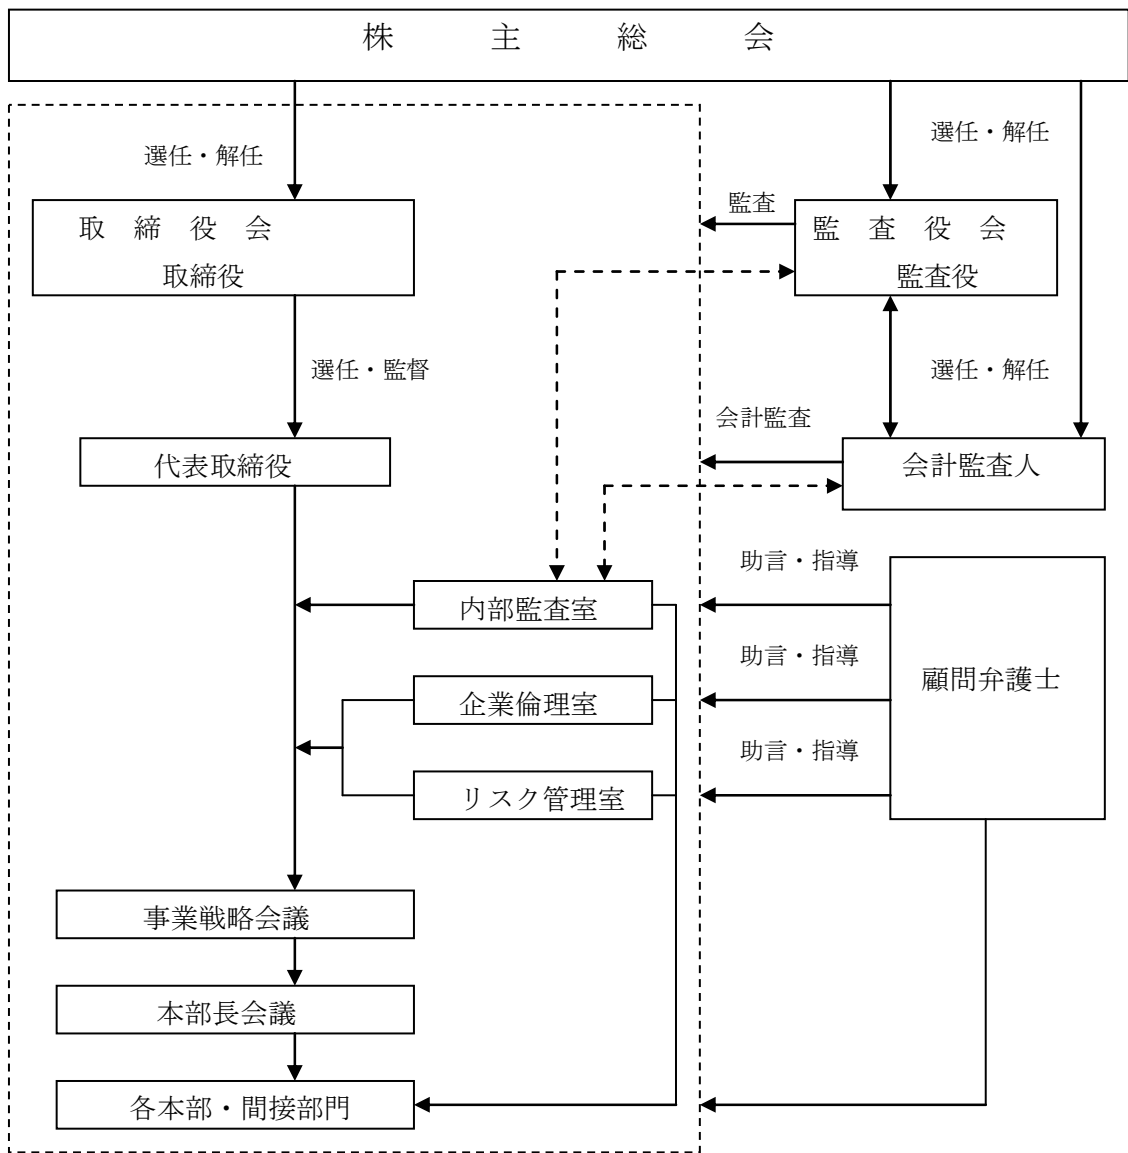 株主総会
選任・解任
選任・解任
取締役会
取締役
監査
監査役会
監査役
選任・監督
選任・解任
会計監査
代表取締役
会計監査人
助言・指導
内部監査室
助言・指導
顧問弁護士
企業倫理室
助言・指導
リスク管理室
事業戦略会議
本部長会議
各本部・間接部門